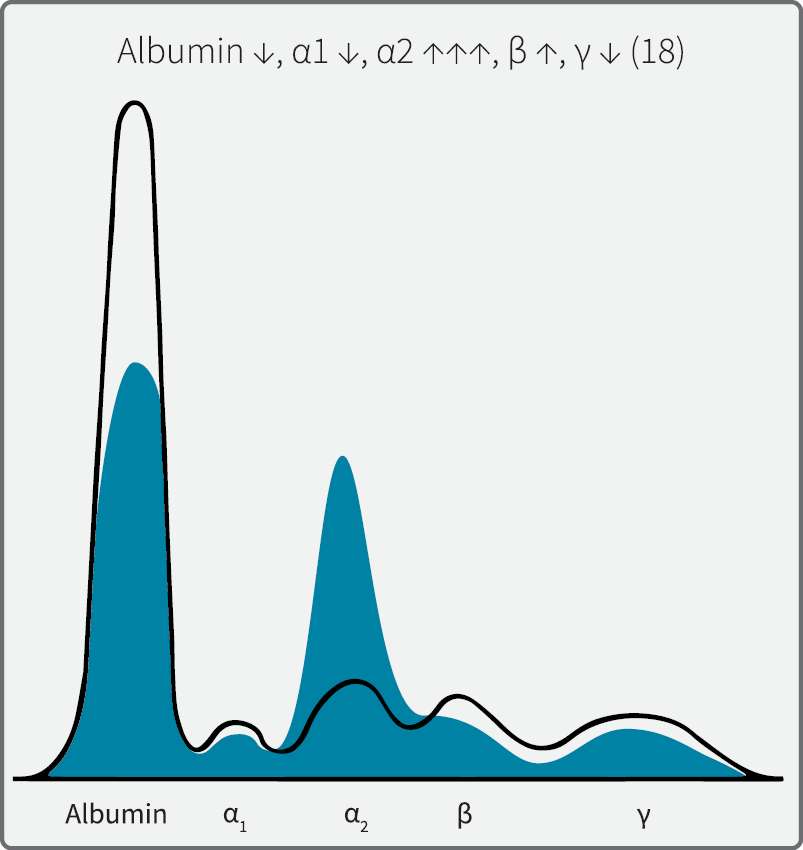 Albumin ↓, α1 ↓, α2 ↑↑↑, β ↑, γ ↓ (18)
Albumin α₁ α₂ β γ